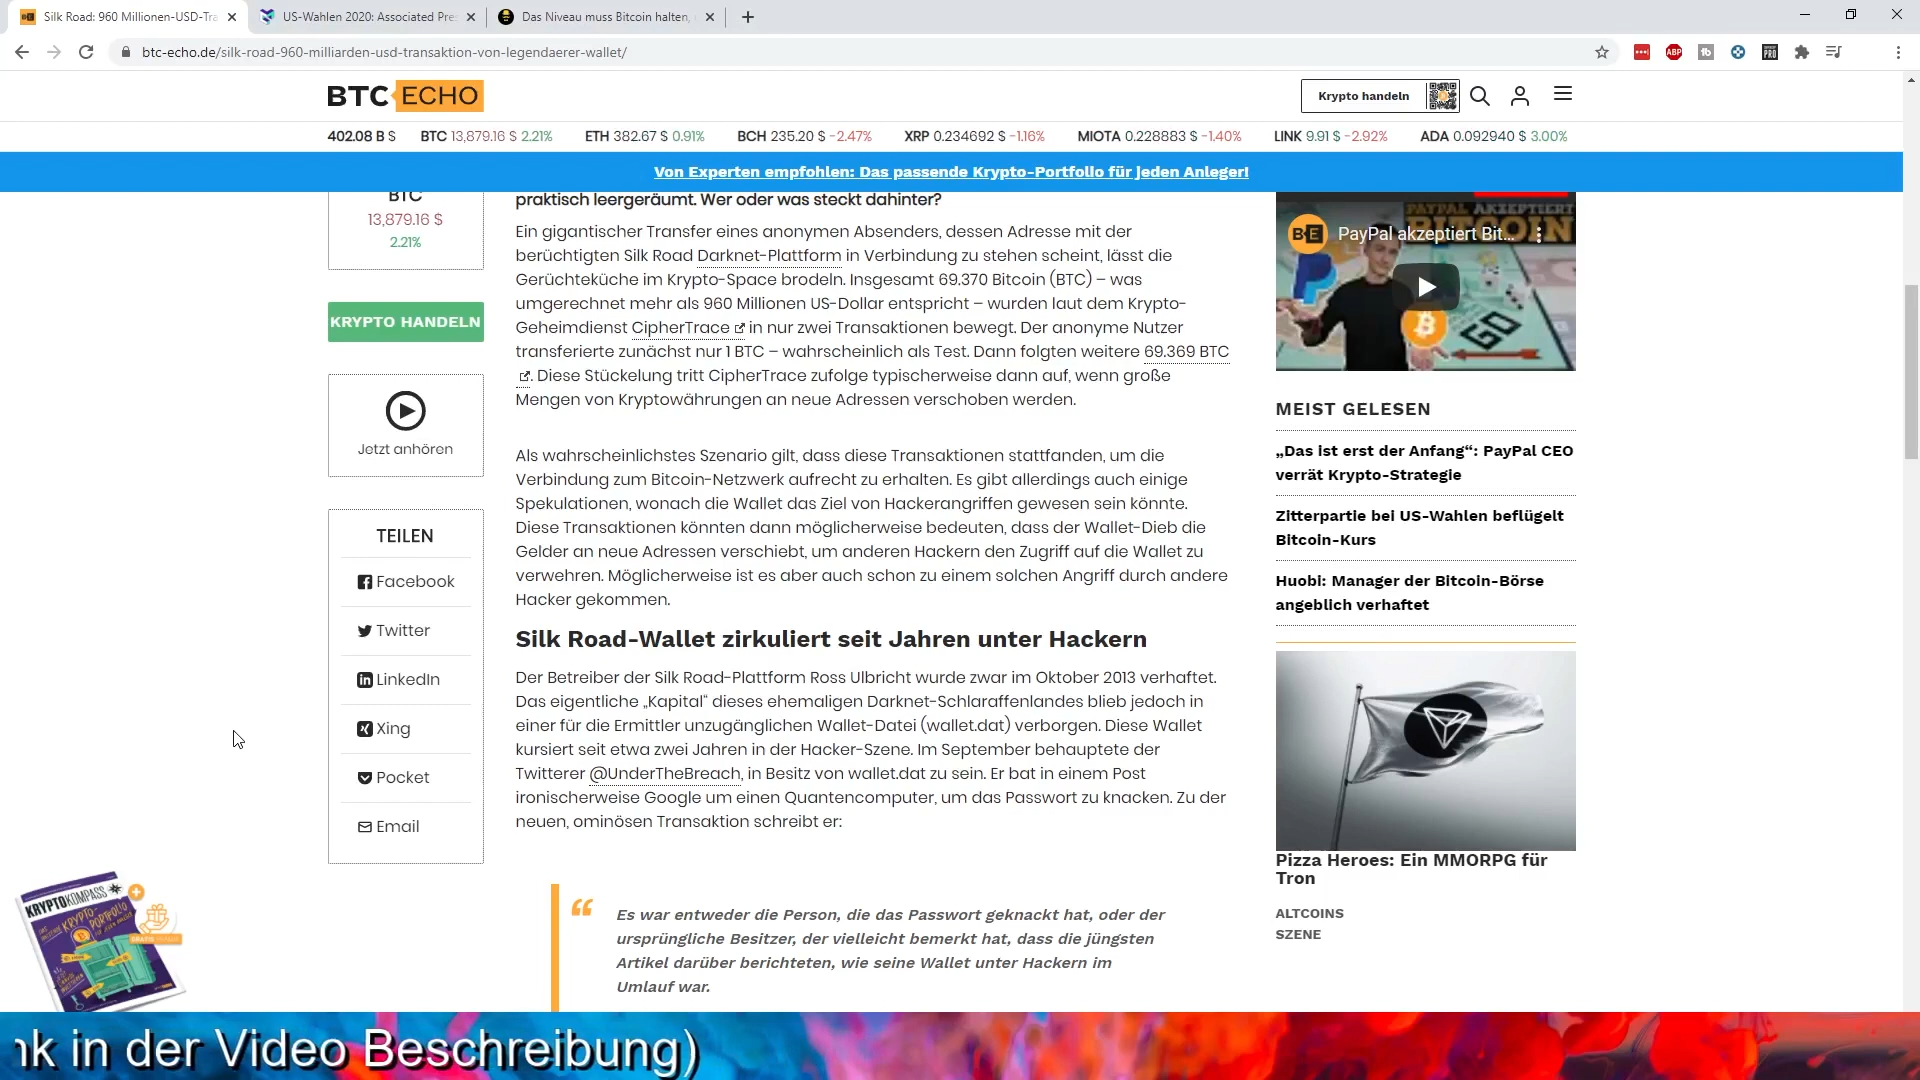 Silk Road: 960 Millionen-USD-Tra
US-Wahlen 2020: Associated Pres
Das Niveau muss Bitcoin halten,
btc-echo.de/silk-road-960-milliarden-usd-transaktion-von-legendaerer-wallet/
BTC ECHO
Krypto handeln
402.08 B $ BTC 13,879.16 $ 2.21% ETH 382.67 $ 0.91% BCH 235.20 $ -2.47% XRP 0.234692 $ -1.16% MIOTA 0.228883 $ -1.40% LINK 9.91 $ -2.92% ADA 0.092940 $ 3.00%
Von Experten empfohlen: Das passende Krypto-Portfolio für jeden Anleger!
BTC
13,879.16 $
2.21%
KRYPTO HANDELN
Jetzt anhören
TEILEN
Facebook
Twitter
LinkedIn
Xing
Pocket
Email
praktisch leergeräumt. Wer oder was steckt dahinter?
Ein gigantischer Transfer eines anonymen Absenders, dessen Adresse mit der
berüchtigten Silk Road Darknet-Plattform in Verbindung zu stehen scheint, lässt die
Gerüchteküche im Krypto-Space brodeln. Insgesamt 69.370 Bitcoin (BTC) – was
umgerechnet mehr als 960 Millionen US-Dollar entspricht – wurden laut dem Krypto-
Geheimdienst CipherTrace in nur zwei Transaktionen bewegt. Der anonyme Nutzer
transferierte zunächst nur 1 BTC – wahrscheinlich als Test. Dann folgten weitere 69.369 BTC
. Diese Stückelung tritt CipherTrace zufolge typischerweise dann auf, wenn große
Mengen von Kryptowährungen an neue Adressen verschoben werden.
Als wahrscheinlichstes Szenario gilt, dass diese Transaktionen stattfanden, um die
Verbindung zum Bitcoin-Netzwerk aufrecht zu erhalten. Es gibt allerdings auch einige
Spekulationen, wonach die Wallet das Ziel von Hackerangriffen gewesen sein könnte.
Diese Transaktionen könnten dann möglicherweise bedeuten, dass der Wallet-Dieb die
Gelder an neue Adressen verschiebt, um anderen Hackern den Zugriff auf die Wallet zu
verwehren. Möglicherweise ist es aber auch schon zu einem solchen Angriff durch andere
Hacker gekommen.
Silk Road-Wallet zirkuliert seit Jahren unter Hackern
Der Betreiber der Silk Road-Plattform Ross Ulbricht wurde zwar im Oktober 2013 verhaftet.
Das eigentliche „Kapital“ dieses ehemaligen Darknet-Schlaraffenlandes blieb jedoch in
einer für die Ermittler unzugänglichen Wallet-Datei (wallet.dat) verborgen. Diese Wallet
kursiert seit etwa zwei Jahren in der Hacker-Szene. Im September behauptete der
Twitterer @UnderTheBreach, in Besitz von wallet.dat zu sein. Er bat in einem Post
ironischerweise Google um einen Quantencomputer, um das Passwort zu knacken. Zu der
neuen, ominösen Transaktion schreibt er:
“ Es war entweder die Person, die das Passwort geknackt hat, oder der
ursprüngliche Besitzer, der vielleicht bemerkt hat, dass die jüngsten
Artikel darüber berichteten, wie seine Wallet unter Hackern im
Umlauf war.
PAYPAL AKZEPTIERT
BITCOIN
PayPal akzeptiert Bit...
GO
MEIST GELESEN
„Das ist erst der Anfang“: PayPal CEO
verrät Krypto-Strategie
Zitterpartie bei US-Wahlen beflügelt
Bitcoin-Kurs
Huobi: Manager der Bitcoin-Börse
angeblich verhaftet
Pizza Heroes: Ein MMORPG für
Tron
ALTCOINS
SZENE
KRYPTOKOMPASS
KRYPTO-
PORTFOLIO
nk in der Video Beschreibung)